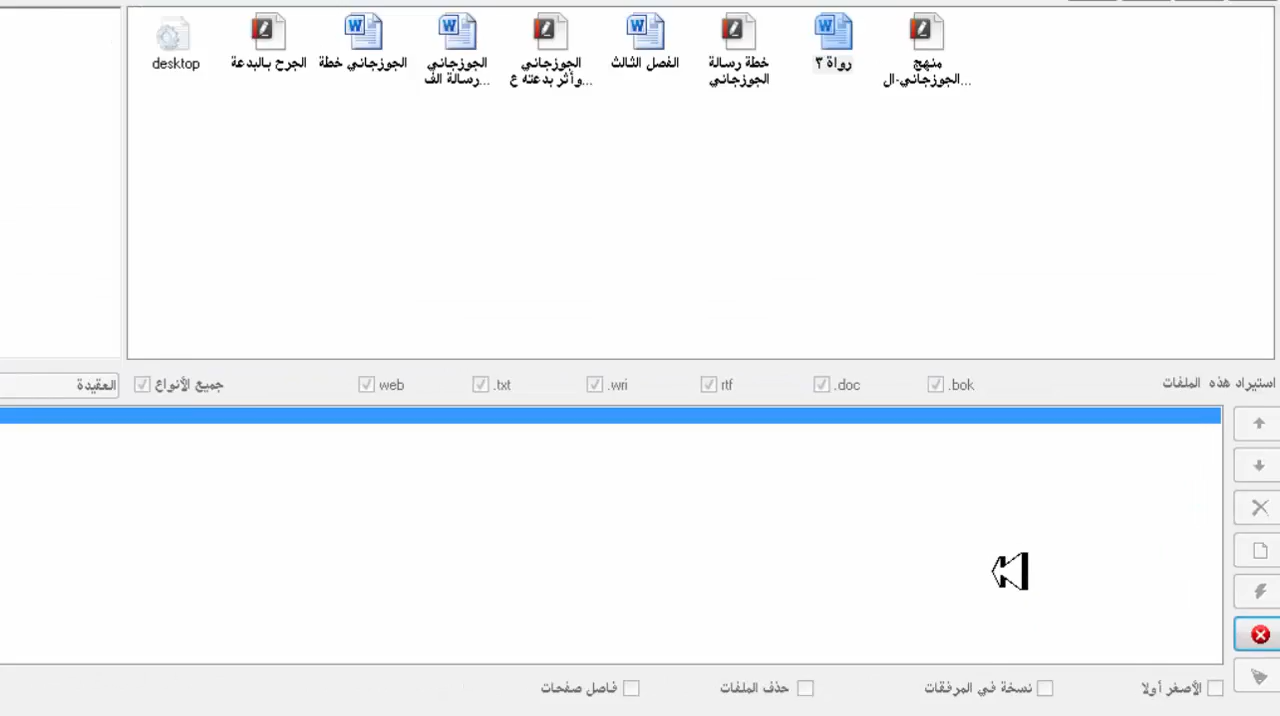 desktop
الجرح بالبدعة
الجوزجاني خطة
الجوزجاني
رسالة الف...
الجوزجاني
وأثر بدعته ع...
الفصل الثالث
خطة رسالة
الجوزجاني
رواة ٢
منهج
الجوزجاني-ال...
استيراد هذه الملفات
.bok
.doc
rtf
.wri
.txt
web
جميع الأنواع
العقيدة
الأصغر أولا
نسخة في المرفقات
حذف الملفات
فاصل صفحات